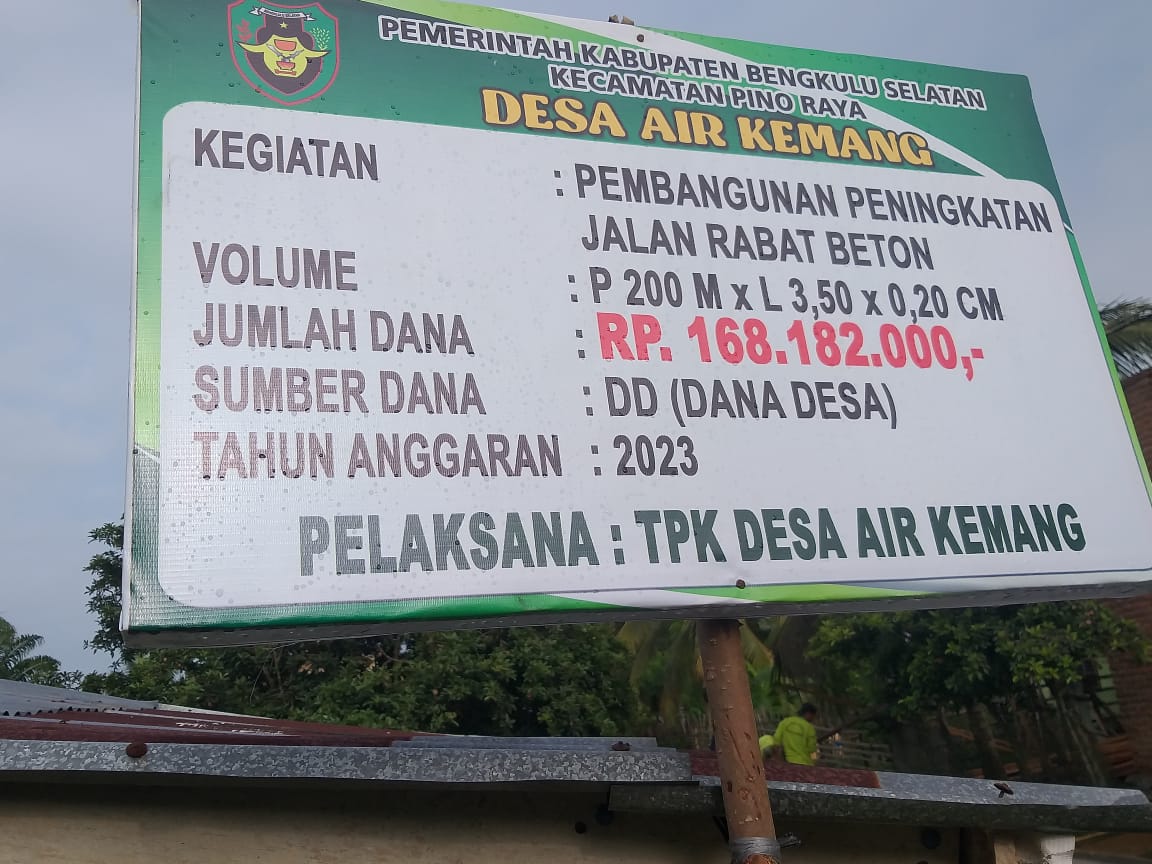 PEMERINTAH KABUPATEN BENGKULU SELATAN
KECAMATAN PINO RAYA
DESA AIR KEMANG
KEGIATAN : PEMBANGUNAN PENINGKATAN
JALAN RABAT BETON
VOLUME : P 200 M x L 3,50 x 0,20 CM
JUMLAH DANA : RP. 168.182.000,-
SUMBER DANA : DD (DANA DESA)
TAHUN ANGGARAN : 2023
PELAKSANA : TPK DESA AIR KEMANG